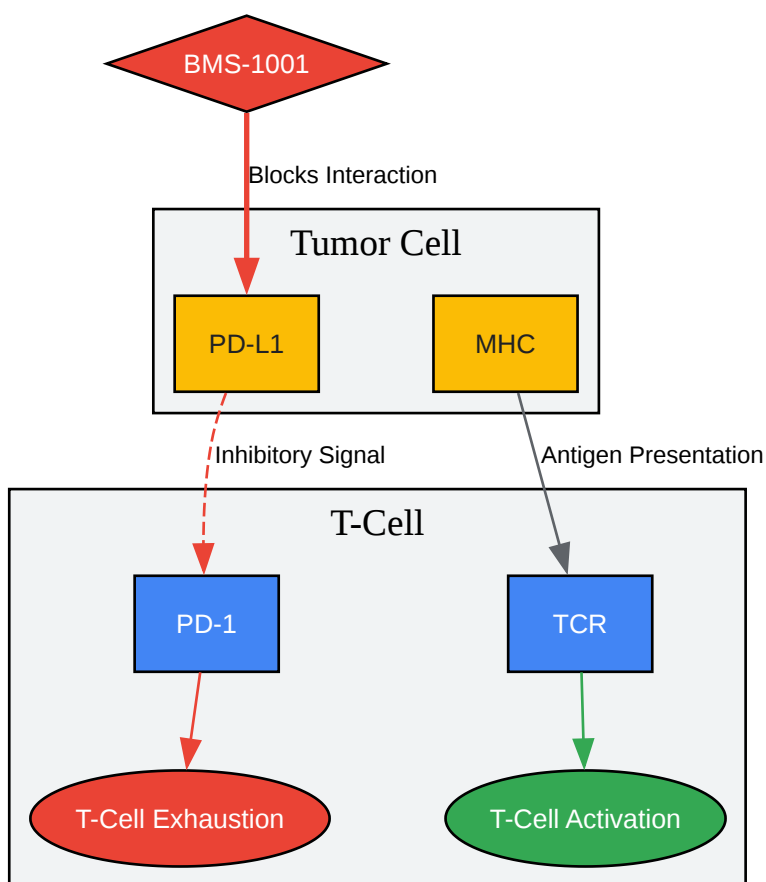 BMS-1001
Blocks Interaction
Tumor Cell
PD-L1
MHC
Inhibitory Signal
Antigen Presentation
T-Cell
PD-1
TCR
T-Cell Exhaustion
T-Cell Activation